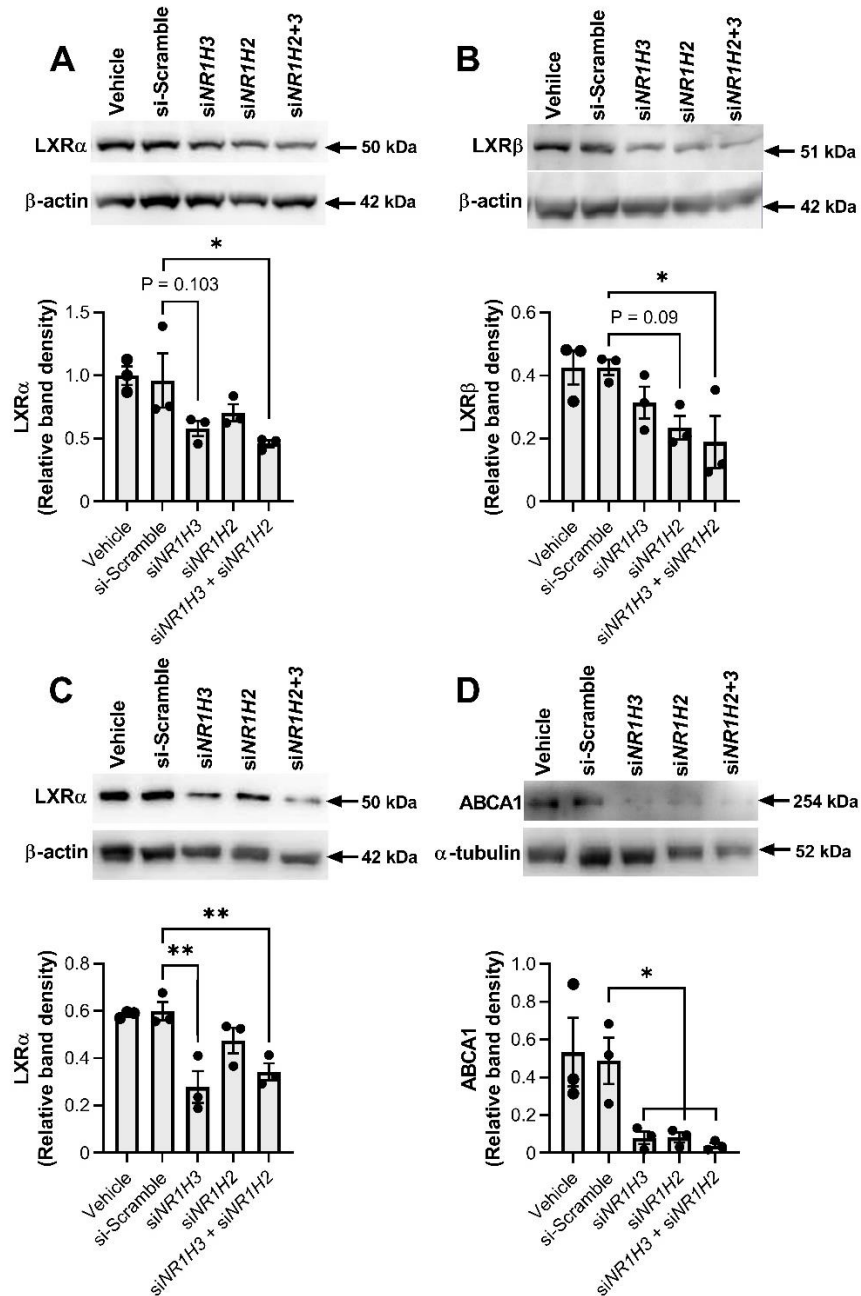 A
Vehicle
si-Scramble
siNR1H3
siNR1H2
siNR1H2+3
LXRα
50 kDa
β-actin
42 kDa
*
P = 0.103
1.5
1.0
0.5
0
LXRα
(Relative band density)
Vehicle
si-Scramble
siNR1H3
siNR1H2
siNR1H3 + siNR1H2
B
Vehilce
si-Scramble
siNR1H3
siNR1H2
siNR1H2+3
LXRβ
51 kDa
β-actin
42 kDa
*
P = 0.09
0.6
0.4
0.2
0
LXRβ
(Relative band density)
Vehicle
si-Scramble
siNR1H3
siNR1H2
siNR1H3 + siNR1H2
C
Vehicle
si-Scramble
siNR1H3
siNR1H2
siNR1H2+3
LXRα
50 kDa
β-actin
42 kDa
**
**
0.8
0.6
0.4
0.2
0
LXRα
(Relative band density)
Vehicle
si-Scramble
siNR1H3
siNR1H2
siNR1H3 + siNR1H2
D
Vehicle
si-Scramble
siNR1H3
siNR1H2
siNR1H2+3
ABCA1
254 kDa
α-tubulin
52 kDa
*
1.0
0.8
0.6
0.4
0.2
0
ABCA1
(Relative band density)
Vehicle
si-Scramble
siNR1H3
siNR1H2
siNR1H3 + siNR1H2